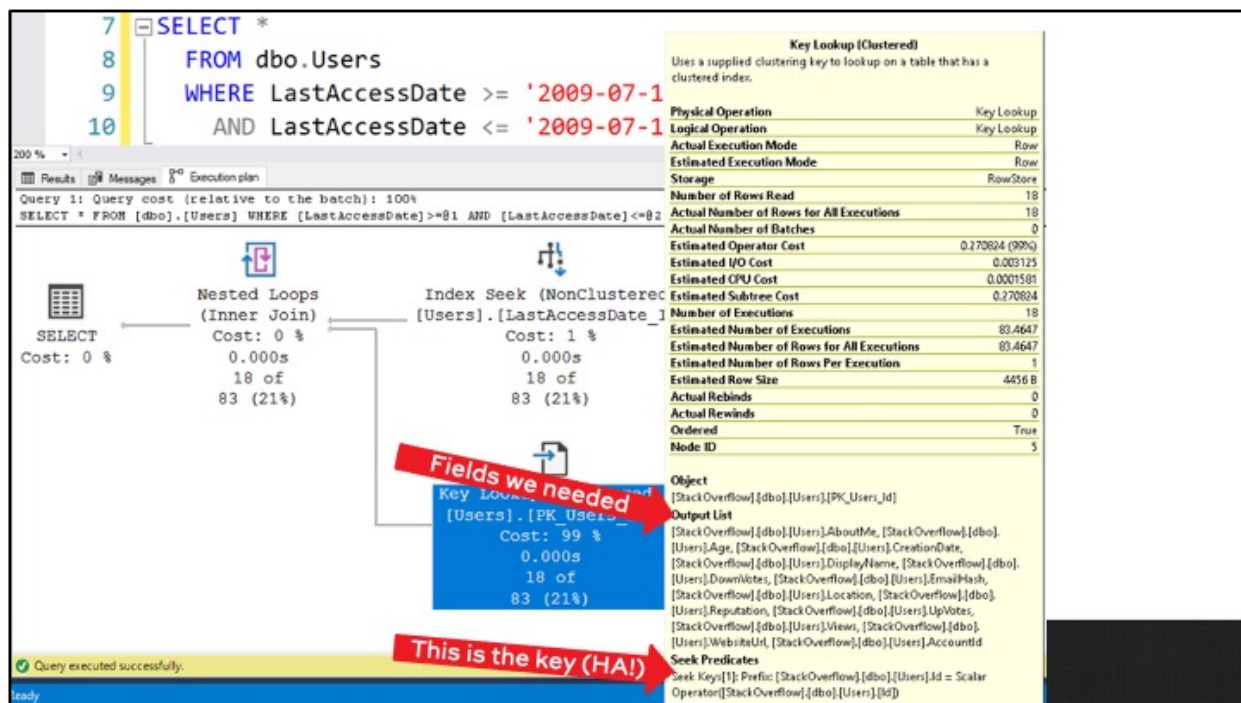 7 SELECT *
8 FROM dbo.Users
9 WHERE LastAccessDate >= '2009-07-1
10 AND LastAccessDate <= '2009-07-1
200 %
Results Messages Execution plan
Query 1: Query cost (relative to the batch): 100%
SELECT * FROM [dbo].[Users] WHERE [LastAccessDate]>=@1 AND [LastAccessDate]<=@2
SELECT
Cost: 0 %
Nested Loops
(Inner Join)
Cost: 0 %
0.000s
18 of
83 (21%)
Index Seek (NonClustered
[Users].[LastAccessDate_I
Cost: 1 %
0.000s
18 of
83 (21%)
Key
[Users].[PK_Users_
Cost: 99 %
0.000s
18 of
83 (21%)
Fields we needed
This is the key (HA!)
Query executed successfully.
Ready
Key Lookup (Clustered)
Uses a supplied clustering key to lookup on a table that has a
clustered index.
Physical Operation Key Lookup
Logical Operation Key Lookup
Actual Execution Mode Row
Estimated Execution Mode Row
Storage RowStore
Number of Rows Read 18
Actual Number of Rows for All Executions 18
Actual Number of Batches 0
Estimated Operator Cost 0.270824 (99%)
Estimated I/O Cost 0.003125
Estimated CPU Cost 0.0001581
Estimated Subtree Cost 0.270824
Number of Executions 18
Estimated Number of Executions 83.4647
Estimated Number of Rows for All Executions 83.4647
Estimated Number of Rows Per Execution 1
Estimated Row Size 4456 B
Actual Rebinds 0
Actual Rewinds 0
Ordered True
Node ID 5
Object
[StackOverflow].[dbo].[Users].[PK_Users_Id]
Output List
[StackOverflow].[dbo].[Users].AboutMe, [StackOverflow].[dbo].
[Users].Age, [StackOverflow].[dbo].[Users].CreationDate,
[StackOverflow].[dbo].[Users].DisplayName, [StackOverflow].[dbo].
[Users].DownVotes, [StackOverflow].[dbo].[Users].EmailHash,
[StackOverflow].[dbo].[Users].Location, [StackOverflow].[dbo].
[Users].Reputation, [StackOverflow].[dbo].[Users].UpVotes,
[StackOverflow].[dbo].[Users].Views, [StackOverflow].[dbo].
[Users].WebsiteUrl, [StackOverflow].[dbo].[Users].AccountId
Seek Predicates
Seek Keys[1]: Prefix: [StackOverflow].[dbo].[Users].Id = Scalar
Operator([StackOverflow].[dbo].[Users].[Id])